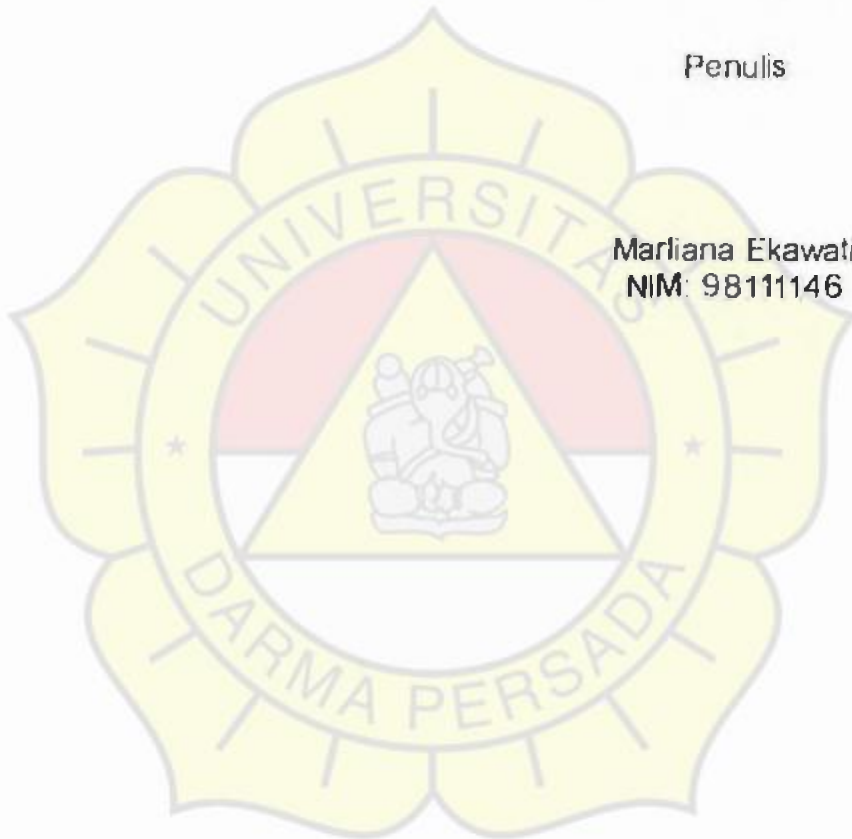 Penulis
Marliana Ekawati
NIM: 98111146
UNIVERSITAS
DARMA PERSADA